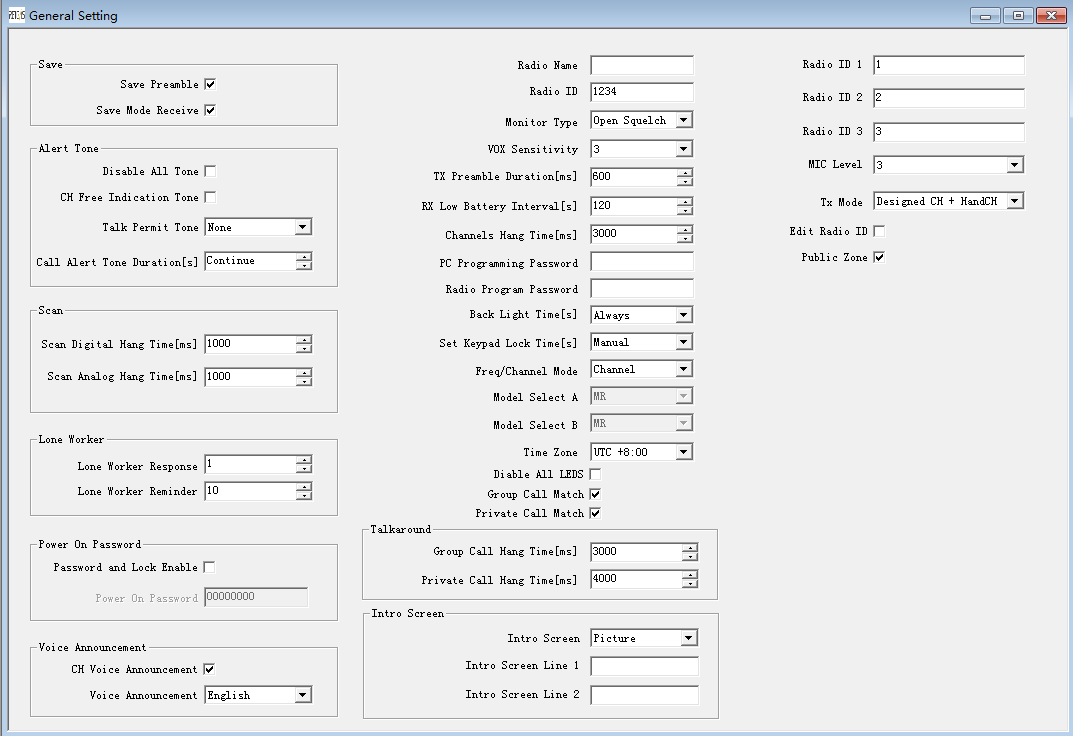 General Setting
Save
Save Preamble
Save Mode Receive
Alert Tone
Disable All Tone
CH Free Indication Tone
Talk Permit Tone None
Call Alert Tone Duration[s] Continue
Scan
Scan Digital Hang Time[ms] 1000
Scan Analog Hang Time[ms] 1000
Lone Worker
Lone Worker Response 1
Lone Worker Reminder 10
Power On Password
Password and Lock Enable
Power On Password 00000000
Voice Announcement
CH Voice Announcement
Voice Announcement English
Radio Name
Radio ID 1234
Monitor Type Open Squelch
VOX Sensitivity 3
TX Preamble Duration[ms] 600
RX Low Battery Interval[s] 120
Channels Hang Time[ms] 3000
PC Programming Password
Radio Program Password
Back Light Time[s] Always
Set Keypad Lock Time[s] Manual
Freq/Channel Mode Channel
Model Select A MR
Model Select B MR
Time Zone UTC +8:00
Diable All LEDS
Group Call Match
Private Call Match
Talkaround
Group Call Hang Time[ms] 3000
Private Call Hang Time[ms] 4000
Intro Screen
Intro Screen Picture
Intro Screen Line 1
Intro Screen Line 2
Radio ID 1 1
Radio ID 2 2
Radio ID 3 3
MIC Level 3
Tx Mode Designed CH + HandCH
Edit Radio ID
Public Zone